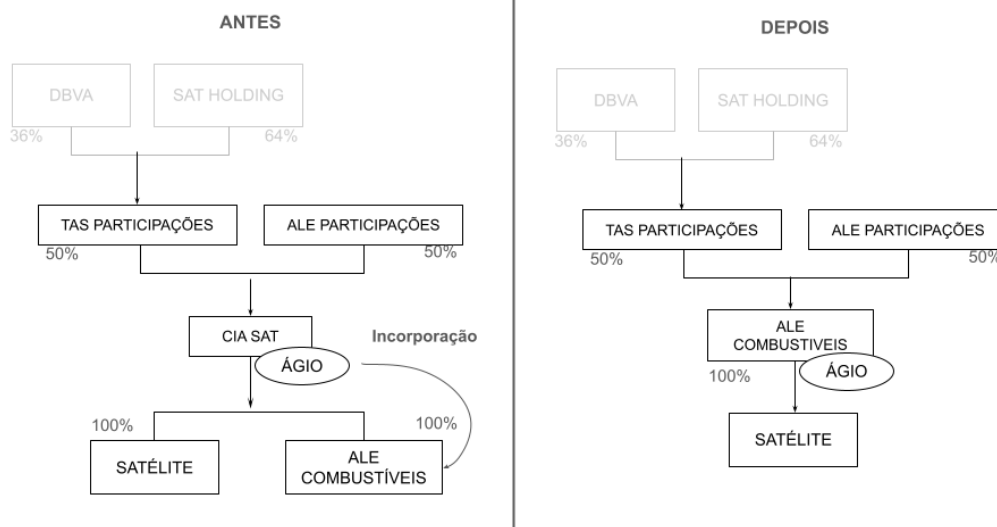 ANTES
DBVA
SAT HOLDING
36%
64%
TAS PARTICIPAÇÕES
ALE PARTICIPAÇÕES
50%
50%
CIA SAT
Incorporação
ÁGIO
100%
100%
SATÉLITE
ALE
COMBUSTÍVEIS
DEPOIS
DBVA
SAT HOLDING
36%
64%
TAS PARTICIPAÇÕES
ALE PARTICIPAÇÕES
50%
50%
ALE
COMBUSTIVEIS
ÁGIO
100%
SATÉLITE